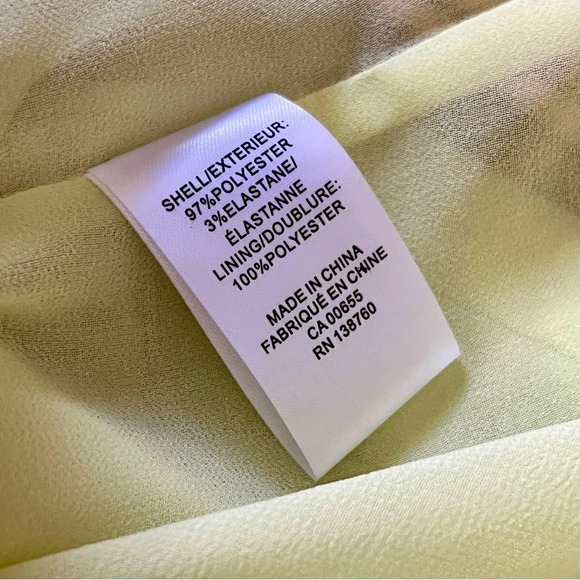 SHELL/EXTERIEUR:
97%POLYESTER
3%ELASTANE/
ÉLASTANNE
LINING/DOUBLURE:
100%POLYESTER
MADE IN CHINA
FABRIQUÉ EN CHINE
CA 00655
RN 138760